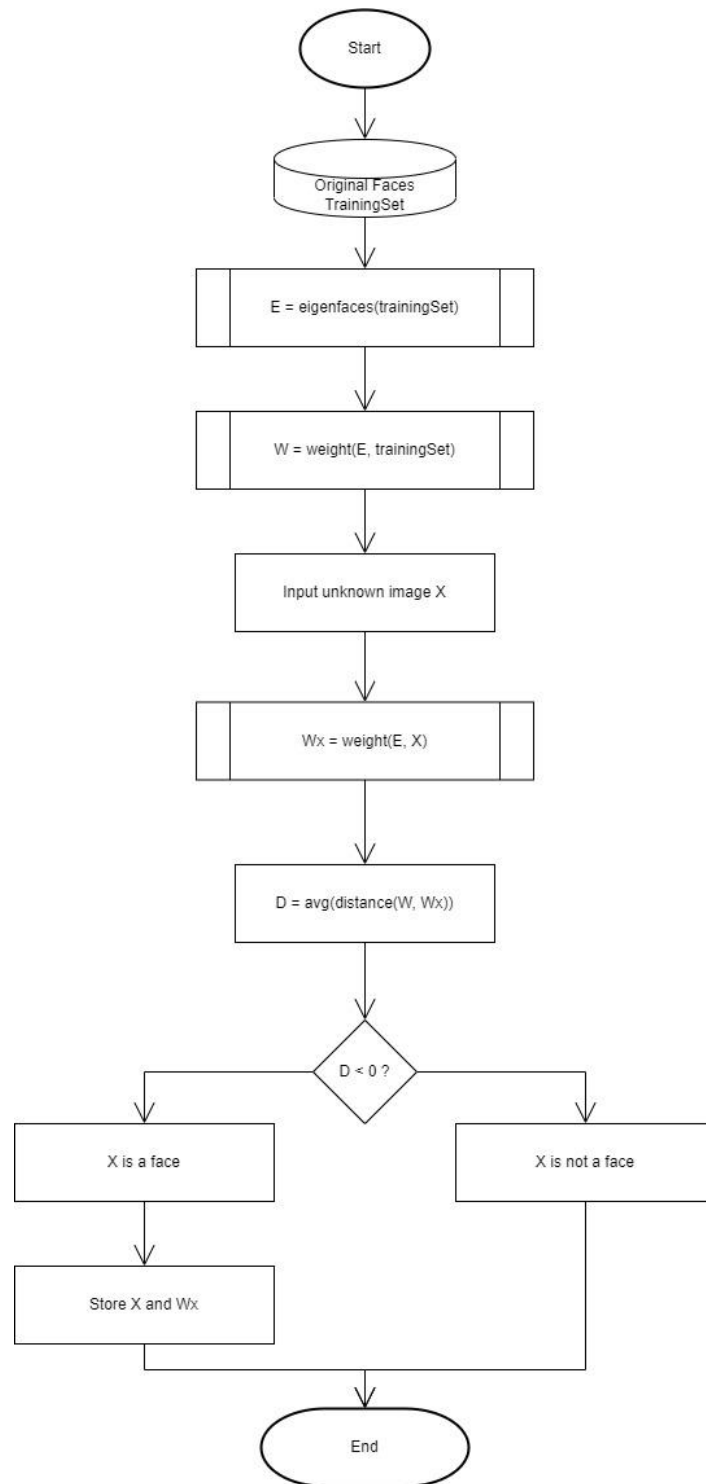 Start
Original Faces
TrainingSet
E = eigenfaces(trainingSet)
W = weight(E, trainingSet)
Input unknown image X
Wx = weight(E, X)
D = avg(distance(W, Wx))
D < 0 ?
X is a face
X is not a face
Store X and Wx
End